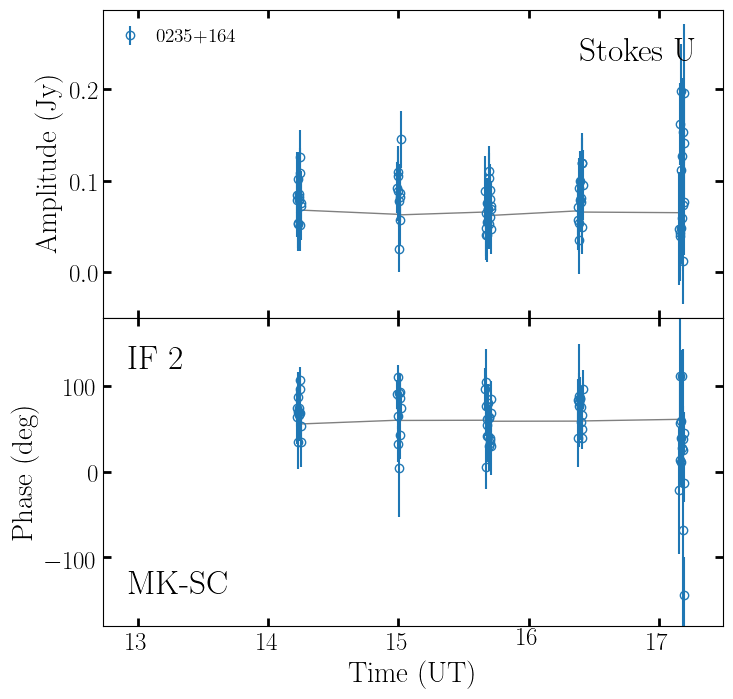 0235+164
Stokes U
Amplitude (Jy)
0.2
0.1
0.0
IF 2
Phase (deg)
100
0
−100
MK-SC
13 14 15 16 17
Time (UT)